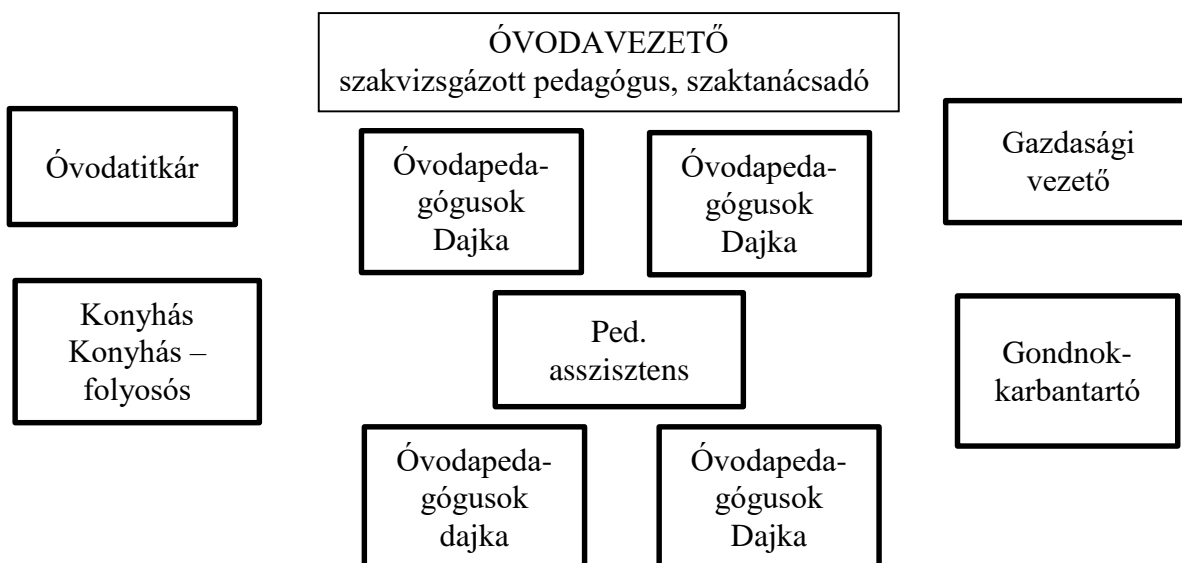 ÓVODAVEZETŐ
szakvizsgázott pedagógus, szaktanácsadó
Óvodatitkár
Óvodapeda-
gógusok
Dajka
Óvodapeda-
gógusok
Dajka
Gazdasági
vezető
Konyhás
Konyhás –
folyosós
Ped.
asszisztens
Gondnok-
karbantartó
Óvodapeda-
gógusok
dajka
Óvodapeda-
gógusok
Dajka